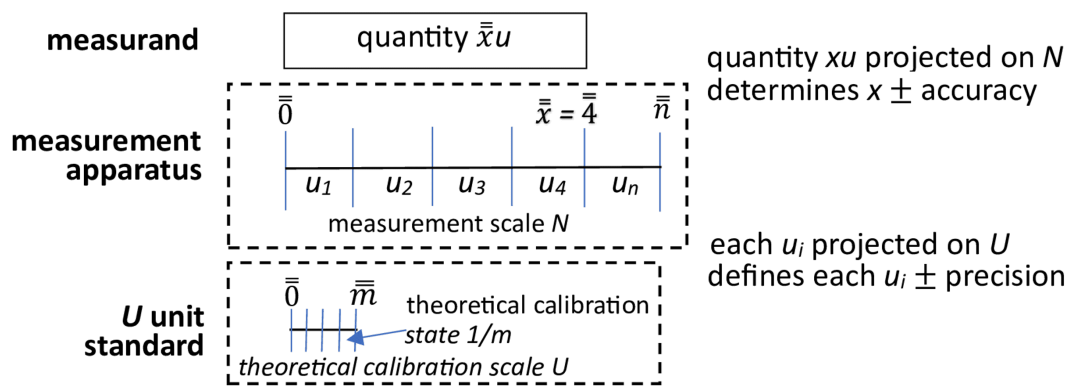 measurand
quantity x̿u
quantity xu projected on N
determines x ± accuracy
measurement
apparatus
0̿ x̿ = 4̿ n̿
u₁ u₂ u₃ u₄ uₙ
measurement scale N
each uᵢ projected on U
defines each uᵢ ± precision
U unit
standard
0̿ m̿
theoretical calibration
state 1/m
theoretical calibration scale U